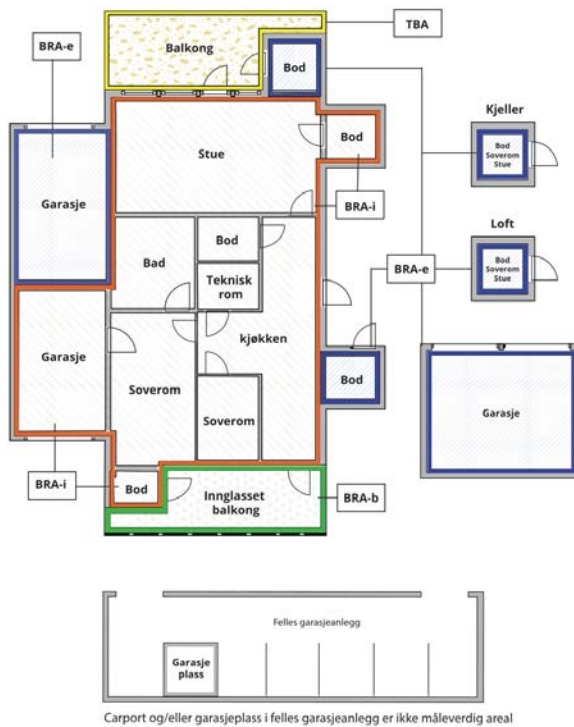 TBA
Balkong
BRA-e
Bod
Kjeller
Bod
Soverom
Stue
Bod
Stue
Garasje
BRA-i
Loft
Bod
Bad
Bod
Soverom
Stue
BRA-e
Teknisk
rom
Garasje
kjøkken
Bod
Garasje
Soverom
Soverom
BRA-i
Bod
Innglasset
balkong
BRA-b
Felles garasjeanlegg
Garasje
plass
Carport og/eller garasjeplass i felles garasjeanlegg er ikke måleverdig areal